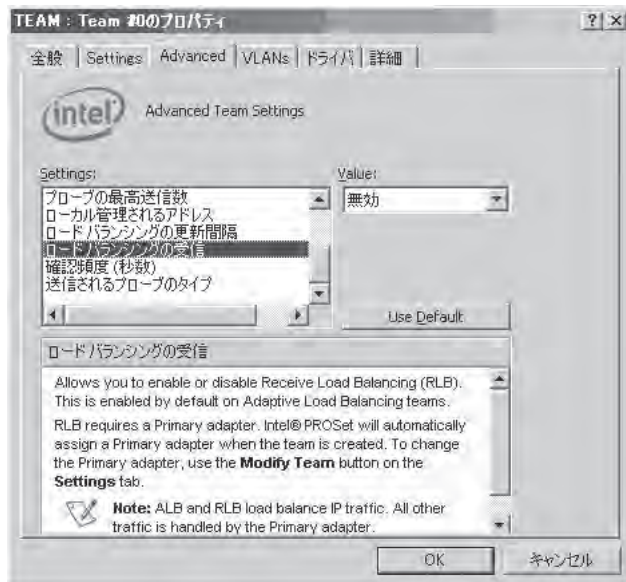 TEAM : Team #0のプロパティ
全般 Settings Advanced VLANs ドライバ 詳細
intel Advanced Team Settings
Settings:
プローブの最高送信数
ローカル管理されるアドレス
ロード バランシングの更新間隔
ロード バランシングの受信
確認頻度 (秒数)
送信されるプローブのタイプ
Value:
無効
Use Default
ロード バランシングの受信
Allows you to enable or disable Receive Load Balancing (RLB).
This is enabled by default on Adaptive Load Balancing teams.
RLB requires a Primary adapter. Intel® PROSet will automatically
assign a Primary adapter when the team is created. To change
the Primary adapter, use the Modify Team button on the
Settings tab.
Note: ALB and RLB load balance IP traffic. All other
traffic is handled by the Primary adapter.
OK キャンセル